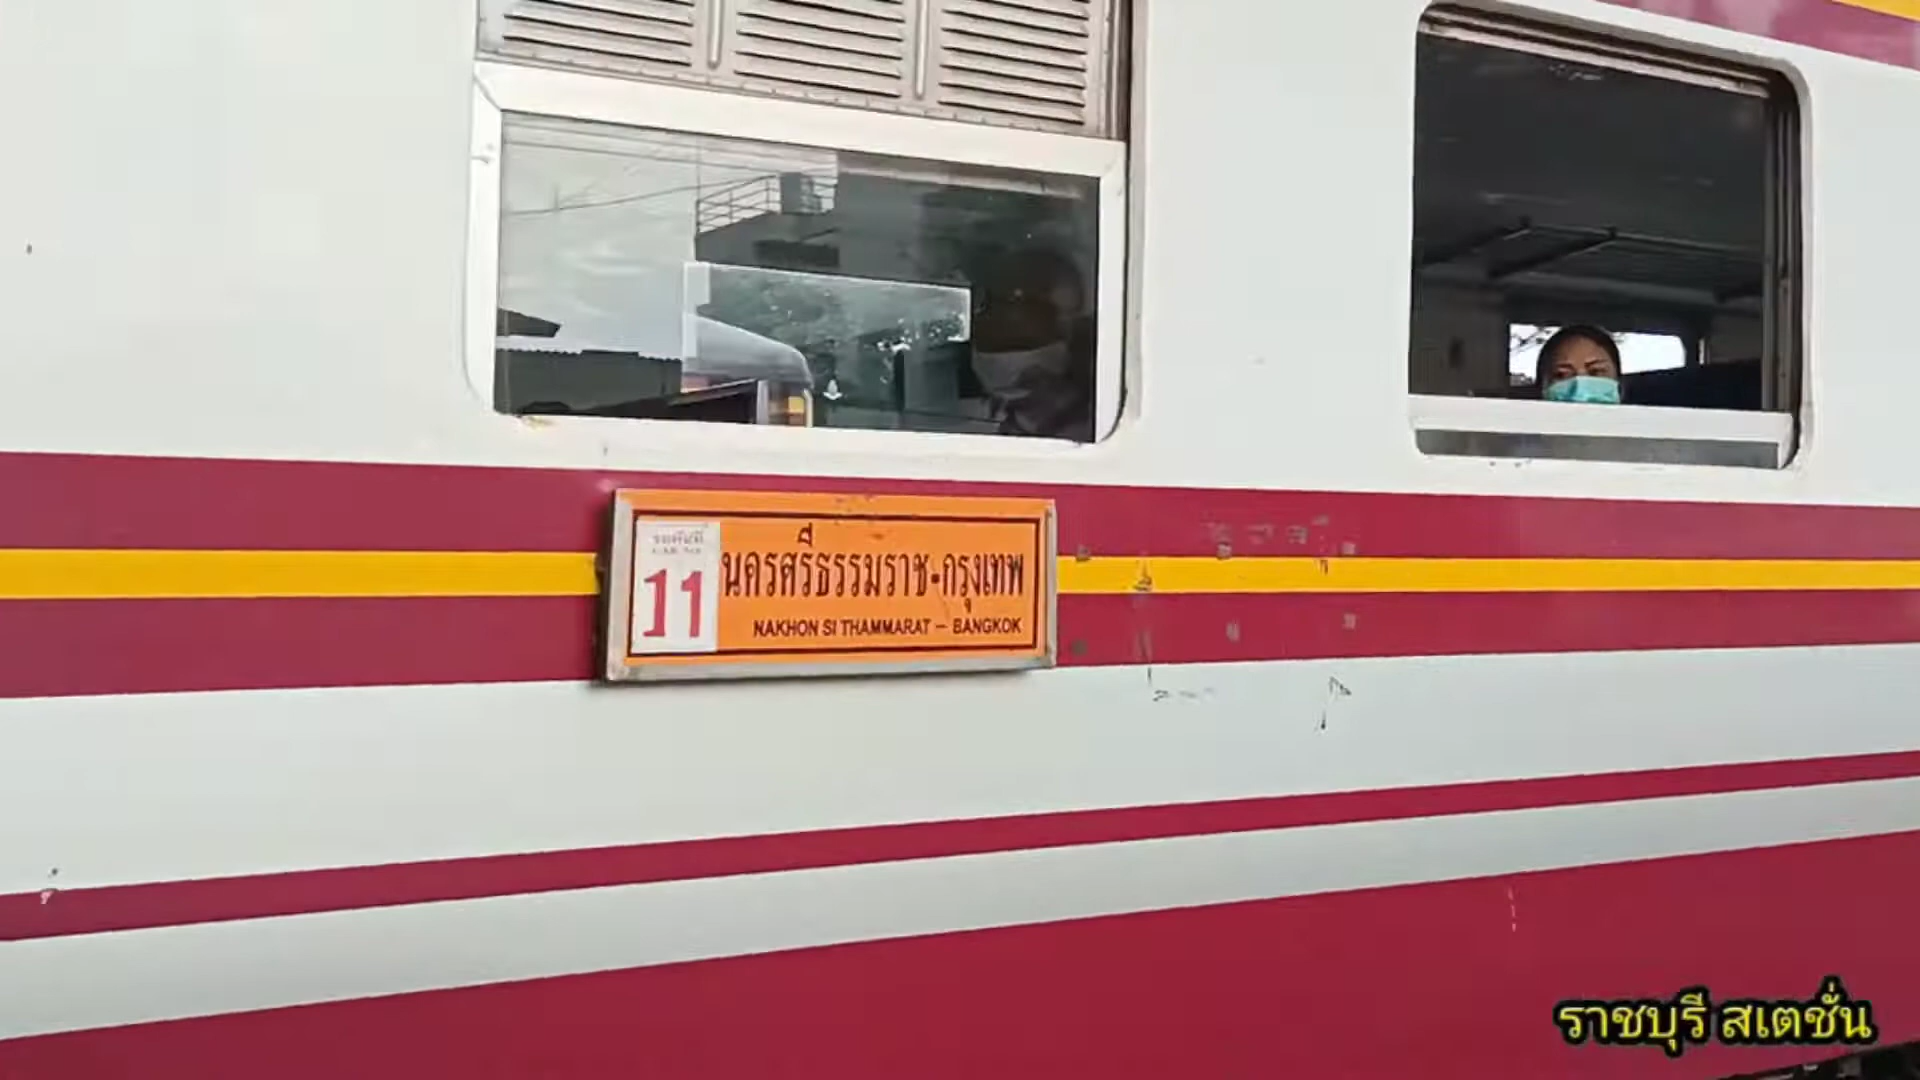 11
นครศรีธรรมราช-กรุงเทพ
NAKHON SI THAMMARAT – BANGKOK
ราชบุรี สเตชั่น